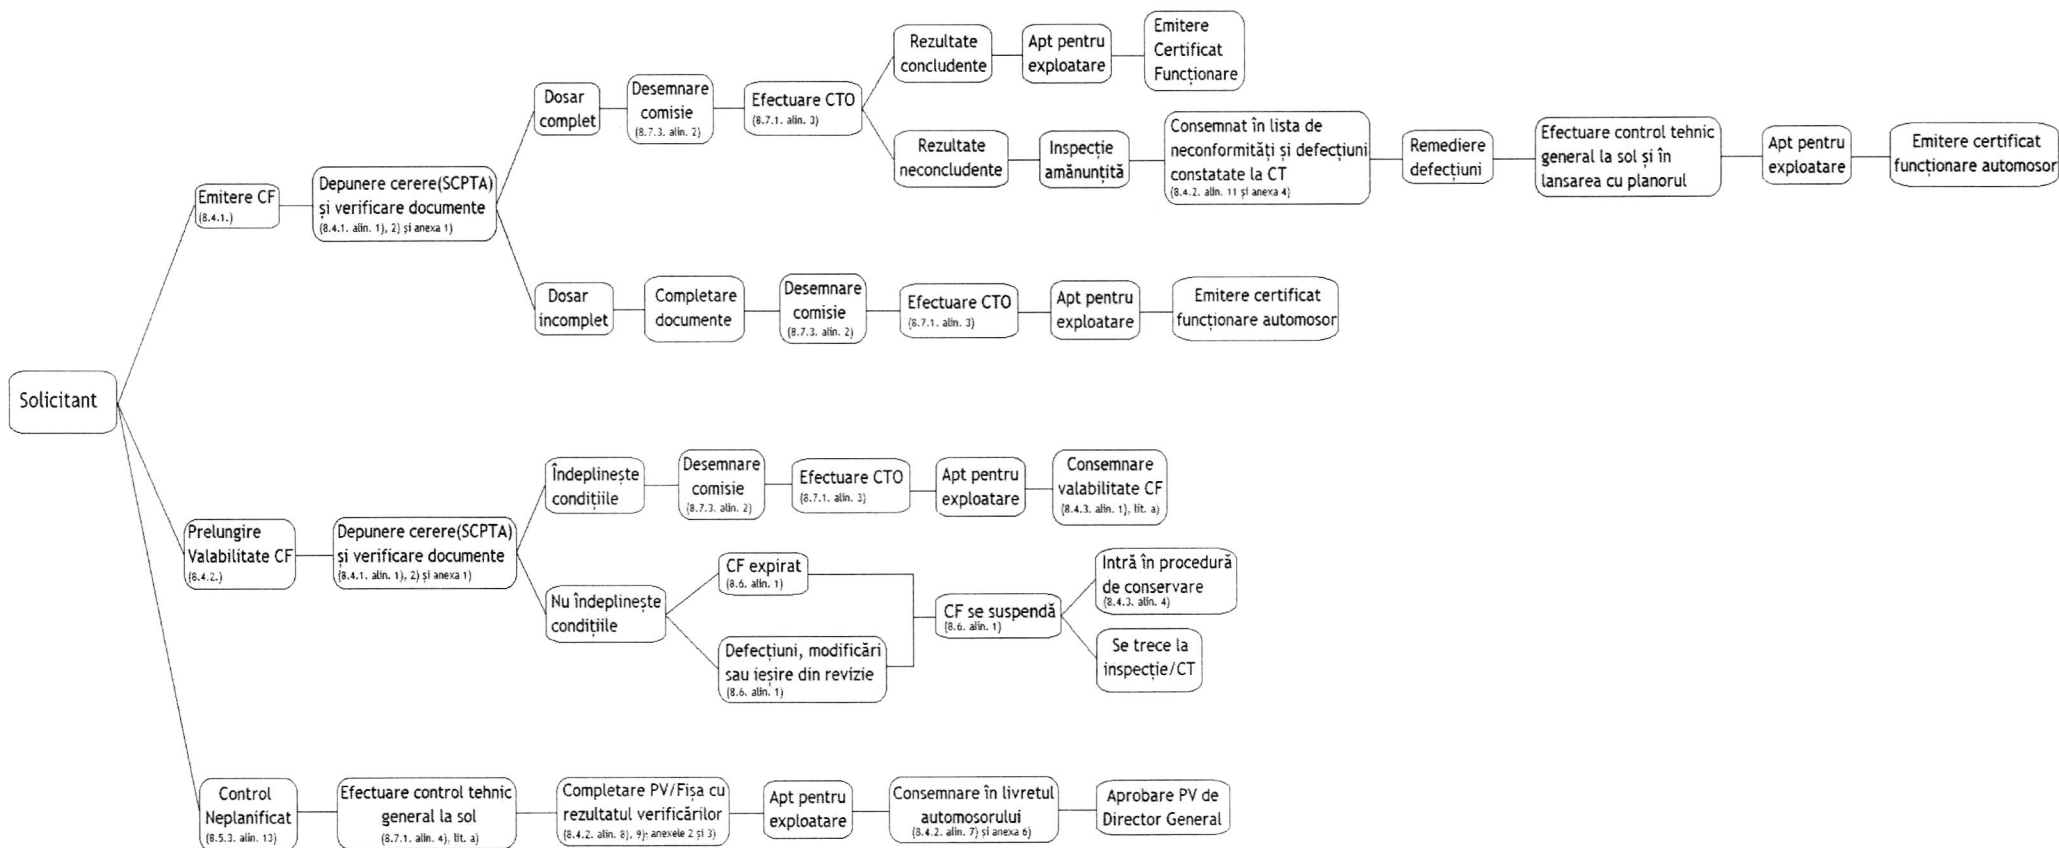 Solicitant
Emitere CF
(8.4.1.)
Depunere cerere(SCPTA)
și verificare documente
(8.4.1. alin. 1), 2) și anexa 1)
Dosar
complet
Desemnare
comisie
(8.7.3. alin. 2)
Efectuare CTO
(8.7.1. alin. 3)
Rezultate
concludente
Apt pentru
exploatare
Emitere
Certificat
Funcționare
Rezultate
neconcludente
Inspecție
amănunțită
Consemnat în lista de
neconformități și defecțiuni
constatate la CT
(8.4.2. alin. 11 și anexa 4)
Remediere
defecțiuni
Efectuare control tehnic
general la sol și în
lansarea cu planorul
Apt pentru
exploatare
Emitere certificat
funcționare automosor
Dosar
incomplet
Completare
documente
Desemnare
comisie
(8.7.3. alin. 2)
Efectuare CTO
(8.7.1. alin. 3)
Apt pentru
exploatare
Emitere certificat
funcționare automosor
Prelungire
Valabilitate CF
(8.4.2.)
Depunere cerere(SCPTA)
și verificare documente
(8.4.1. alin. 1), 2) și anexa 1)
Îndeplinește
condițiile
Desemnare
comisie
(8.7.3. alin. 2)
Efectuare CTO
(8.7.1. alin. 3)
Apt pentru
exploatare
Consemnare
valabilitate CF
(8.4.3. alin. 1), lit. a)
Nu îndeplinește
condițiile
CF expirat
(8.6. alin. 1)
Defecțiuni, modificări
sau ieșire din revizie
(8.6. alin. 1)
CF se suspendă
(8.6. alin. 1)
Intră în procedură
de conservare
(8.4.3. alin. 4)
Se trece la
inspecție/CT
Control
Neplanificat
(8.5.3. alin. 13)
Efectuare control tehnic
general la sol
(8.7.1. alin. 4), lit. a)
Completare PV/Fișa cu
rezultatul verificărilor
(8.4.2. alin. 8), 9); anexele 2 și 3)
Apt pentru
exploatare
Consemnare în livretul
automosorului
(8.4.2. alin. 7) și anexa 6)
Aprobare PV de
Director General